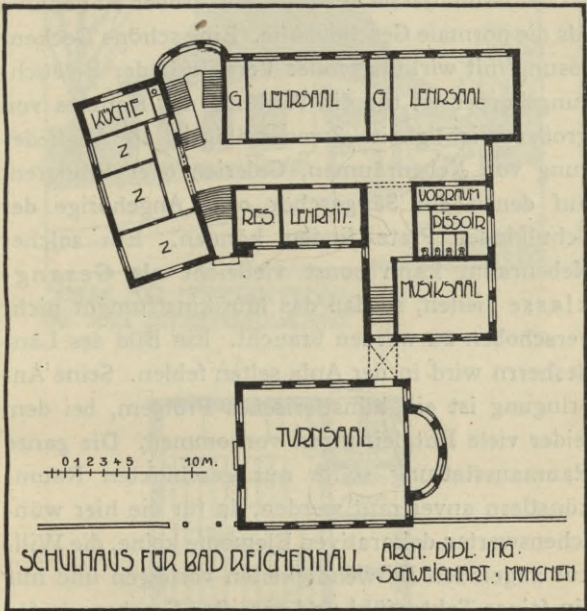 KÜCHE
Z
Z
Z
G
LEHRSAAL
G
LEHRSAAL
RES
LEHRMIT.
VORRAUM
PISSOIR
MUSIKSAAL
TURNSAAL
0 1 2 3 4 5 10 M.
SCHULHAUS FÜR BAD REICHENHALL ARCH. DIPL. ING.
SCHWEIGHART • MÜNCHEN